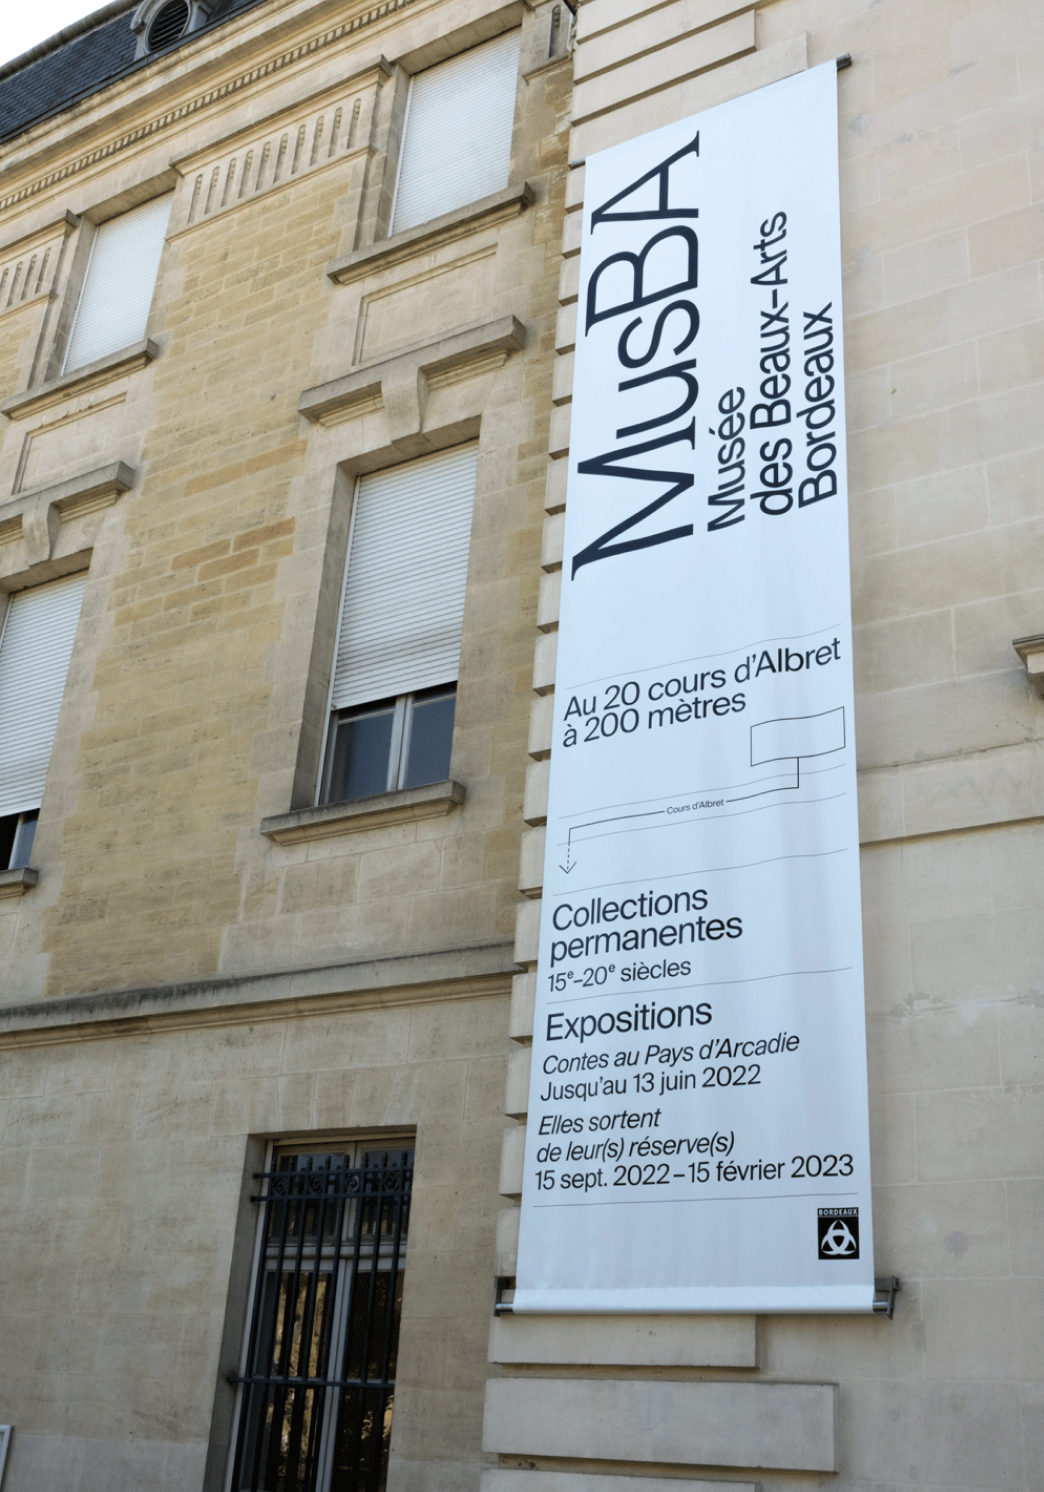 MusBA
Musée
des Beaux-Arts
Bordeaux
Au 20 cours d'Albret
à 200 mètres
Cours d'Albret
Collections
permanentes
15e-20e siècles
Expositions
Contes au Pays d'Arcadie
Jusqu'au 13 juin 2022
Elles sortent
de leur(s) réserve(s)
15 sept. 2022 – 15 février 2023
BORDEAUX